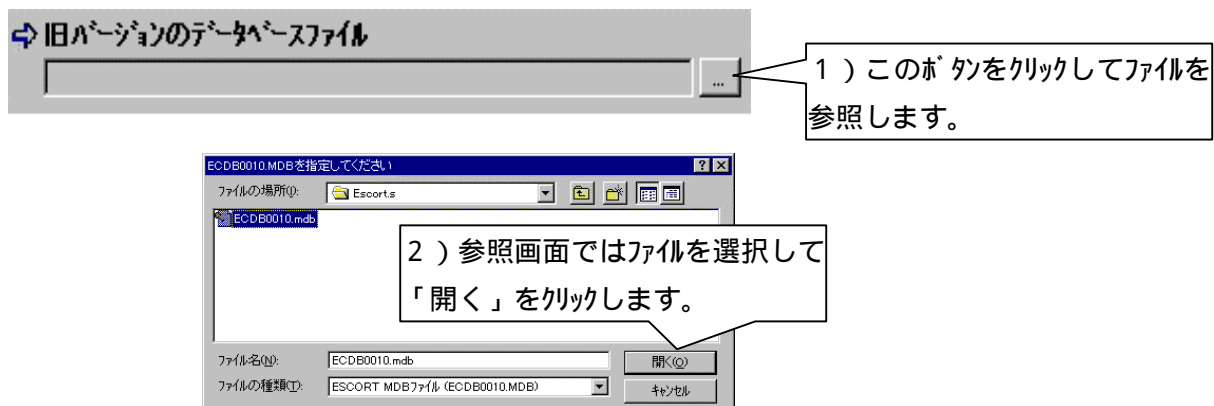 旧ﾊﾞｰｼﾞｮﾝのﾃﾞｰﾀﾍﾞｰｽﾌｧｲﾙ
...
１）このﾎﾞﾀﾝをｸﾘｯｸしてﾌｧｲﾙを
参照します。
ECDB0010.MDBを指定してください
ファイルの場所(I):
Escort.s
ECDB0010.mdb
２）参照画面ではﾌｧｲﾙを選択して
「開く」をｸﾘｯｸします。
ファイル名(N):
ECDB0010.mdb
開く(O)
ファイルの種類(T):
ESCORT MDBﾌｧｲﾙ (ECDB0010.MDB)
キャンセル